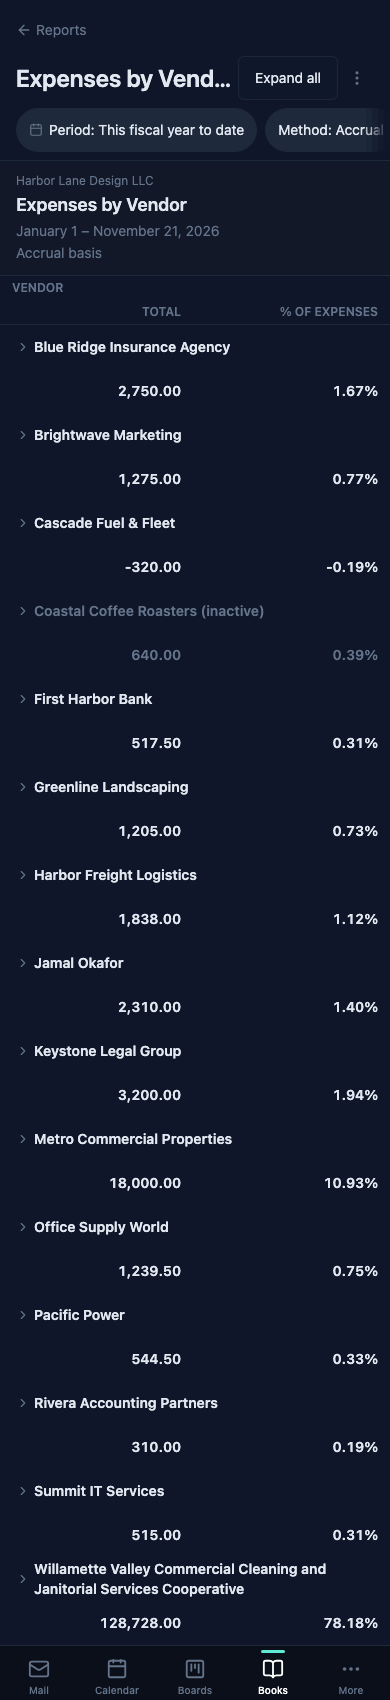 Reports
Expenses by Vend...
Expand all
Period: This fiscal year to date
Method: Accrual
Harbor Lane Design LLC
Expenses by Vendor
January 1 – November 21, 2026
Accrual basis
VENDOR
TOTAL % OF EXPENSES
Blue Ridge Insurance Agency
2,750.00 1.67%
Brightwave Marketing
1,275.00 0.77%
Cascade Fuel & Fleet
-320.00 -0.19%
Coastal Coffee Roasters (inactive)
640.00 0.39%
First Harbor Bank
517.50 0.31%
Greenline Landscaping
1,205.00 0.73%
Harbor Freight Logistics
1,838.00 1.12%
Jamal Okafor
2,310.00 1.40%
Keystone Legal Group
3,200.00 1.94%
Metro Commercial Properties
18,000.00 10.93%
Office Supply World
1,239.50 0.75%
Pacific Power
544.50 0.33%
Rivera Accounting Partners
310.00 0.19%
Summit IT Services
515.00 0.31%
Willamette Valley Commercial Cleaning and
Janitorial Services Cooperative
128,728.00 78.18%
Mail Calendar Boards Books More